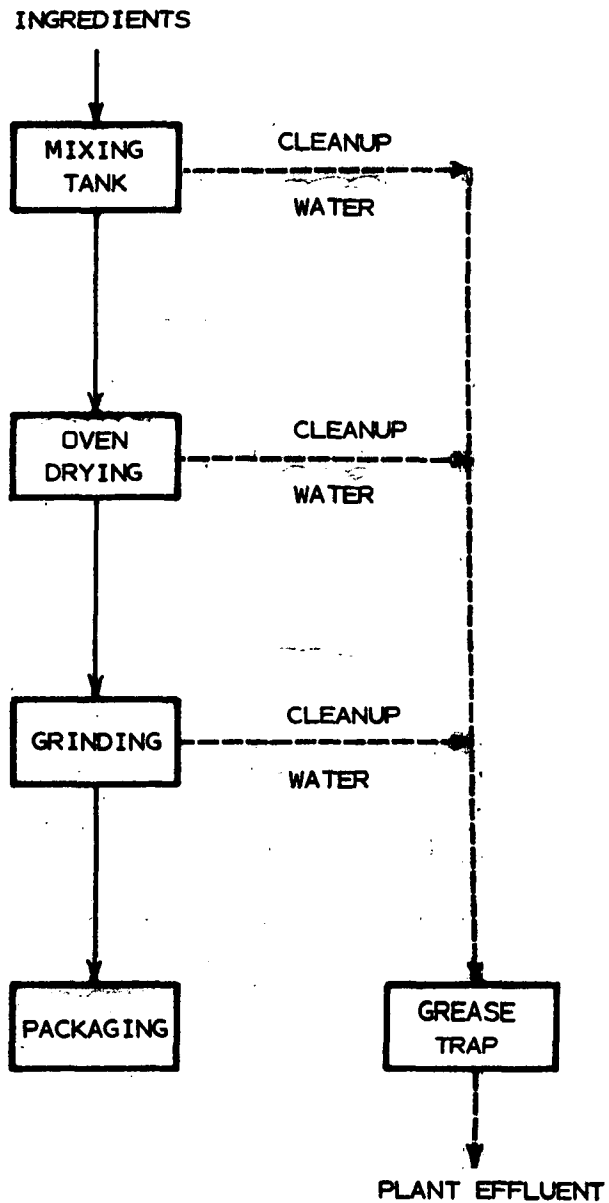 INGREDIENTS
MIXING
TANK
CLEANUP
WATER
OVEN
DRYING
CLEANUP
WATER
GRINDING
CLEANUP
WATER
PACKAGING
GREASE
TRAP
PLANT EFFLUENT